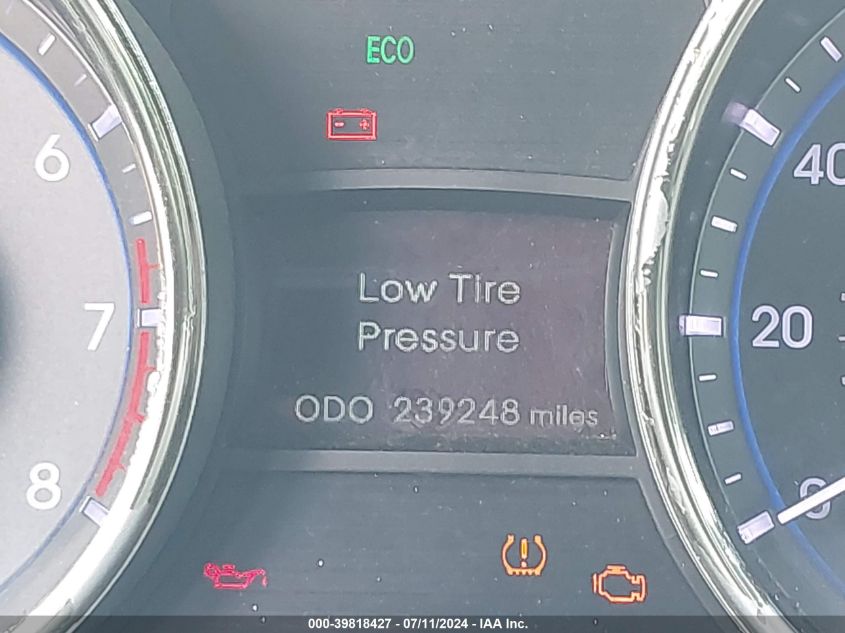 ECO
6
7
8
Low Tire
Pressure
ODO 239248 miles
40
20
0
000-39818427 - 07/11/2024 - IAA Inc.